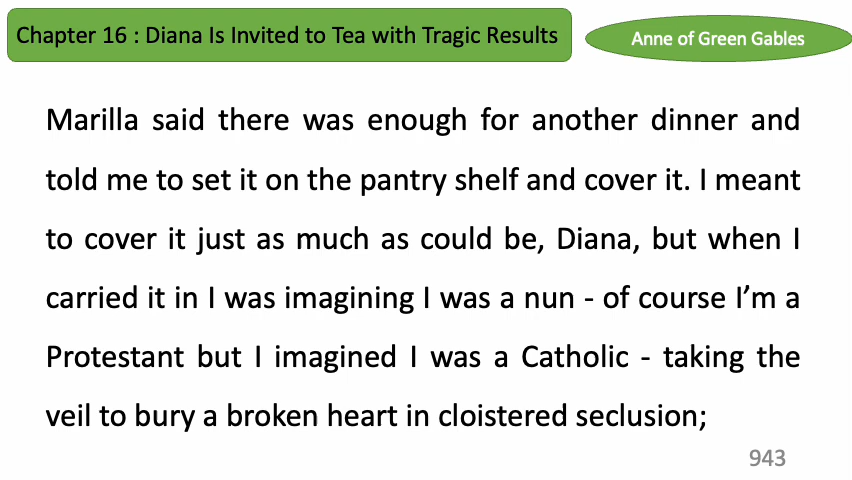 Chapter 16 : Diana Is Invited to Tea with Tragic Results
Anne of Green Gables
Marilla said there was enough for another dinner and
told me to set it on the pantry shelf and cover it. I meant
to cover it just as much as could be, Diana, but when I
carried it in I was imagining I was a nun - of course I’m a
Protestant but I imagined I was a Catholic - taking the
veil to bury a broken heart in cloistered seclusion;
943